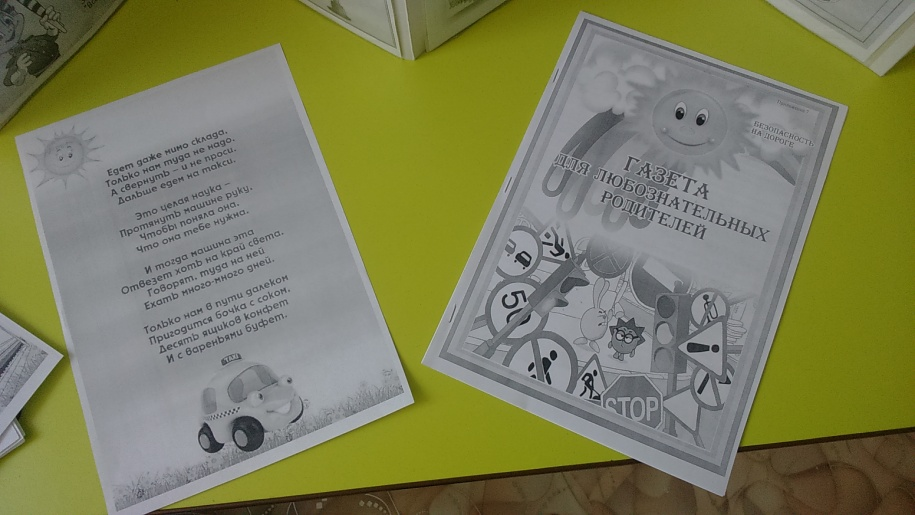 Едет даже мимо склада,
Только нам туда не надо.
А свернуть – и не проси.
Дальше едем на такси.
Это целая наука –
Протянуть машине руку,
Чтобы поняла она,
Что она тебе нужна.
И тогда машина эта
Отвезет хоть на край света.
Говорят, туда на ней
Ехать много-много дней.
Только нам в пути далеком
Пригодится бочка с соком,
Десять ящиков конфет
И с вареньями буфет.
TAXI
Приложение 2
БЕЗОПАСНОСТЬ
НА ДОРОГЕ
ГАЗЕТА
ДЛЯ ЛЮБОЗНАТЕЛЬНЫХ
РОДИТЕЛЕЙ
50
STOP